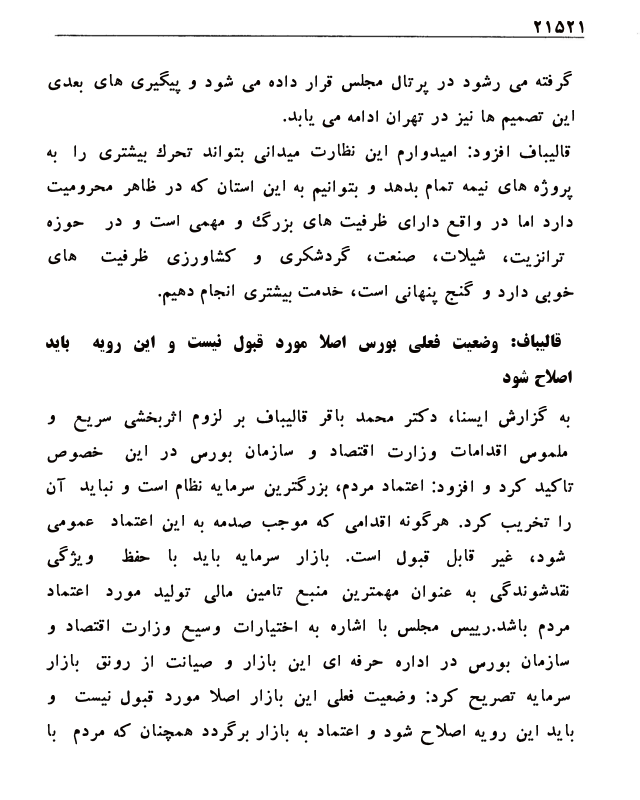 ۲۱۵۲۱
گرفته می رشود در پرتال مجلس قرار داده می شود و پیگیری های بعدی
این تصمیم ها نیز در تهران ادامه می یابد.
قالیباف افزود: امیدوارم این نظارت میدانی بتواند تحرك بیشتری را به
پروژه های نیمه تمام بدهد و بتوانیم به این استان که در ظاهر محرومیت
دارد اما در واقع دارای ظرفیت های بزرگ و مهمی است و در حوزه
ترانزیت، شیلات، صنعت، گردشکری و کشاورزی ظرفیت های
خوبی دارد و گنج پنهانی است، خدمت بیشتری انجام دهیم.
قالیباف: وضعیت فعلی بورس اصلا مورد قبول نیست و این رویه باید
اصلاح شود
به گزارش ایسنا، دکتر محمد باقر قالیباف بر لزوم اثربخشی سریع و
ملموس اقدامات وزارت اقتصاد و سازمان بورس در این خصوص
تاکید کرد و افزود: اعتماد مردم، بزرگترین سرمایه نظام است و نباید آن
را تخریب کرد. هرگونه اقدامی که موجب صدمه به این اعتماد عمومی
شود، غیر قابل قبول است. بازار سرمایه باید با حفظ ویژگی
نقدشوندگی به عنوان مهمترین منبع تامین مالی تولید مورد اعتماد
مردم باشد.رییس مجلس با اشاره به اختیارات وسیع وزارت اقتصاد و
سازمان بورس در اداره حرفه ای این بازار و صیانت از رونق بازار
سرمایه تصریح کرد: وضعیت فعلی این بازار اصلا مورد قبول نیست و
باید این رویه اصلاح شود و اعتماد به بازار برگردد همچنان که مردم با